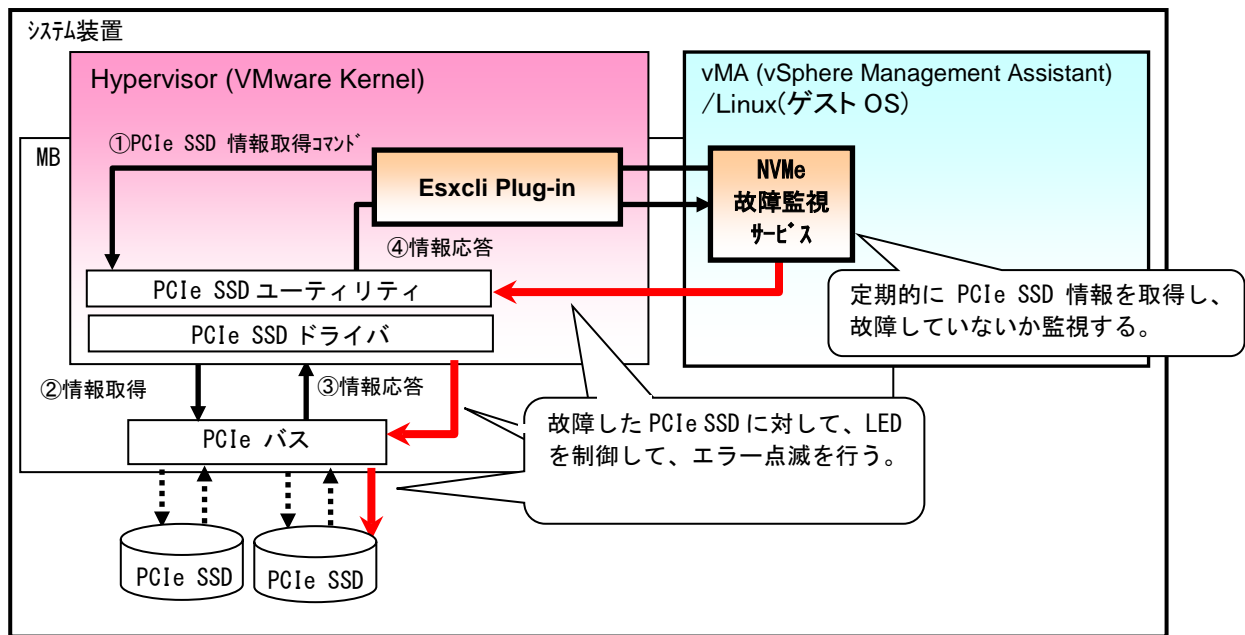 ｼｽﾃﾑ装置
Hypervisor (VMware Kernel)
vMA (vSphere Management Assistant)
/Linux(ゲスト OS)
MB
①PCIe SSD 情報取得ｺﾏﾝﾄﾞ
Esxcli Plug-in
NVMe
故障監視
ｻｰﾋﾞｽ
④情報応答
PCIe SSD ユーティリティ
PCIe SSD ドライバ
定期的に PCIe SSD 情報を取得し、
故障していないか監視する。
②情報取得
③情報応答
PCIe バス
故障した PCIe SSD に対して、LED
を制御して、エラー点滅を行う。
PCIe SSD
PCIe SSD